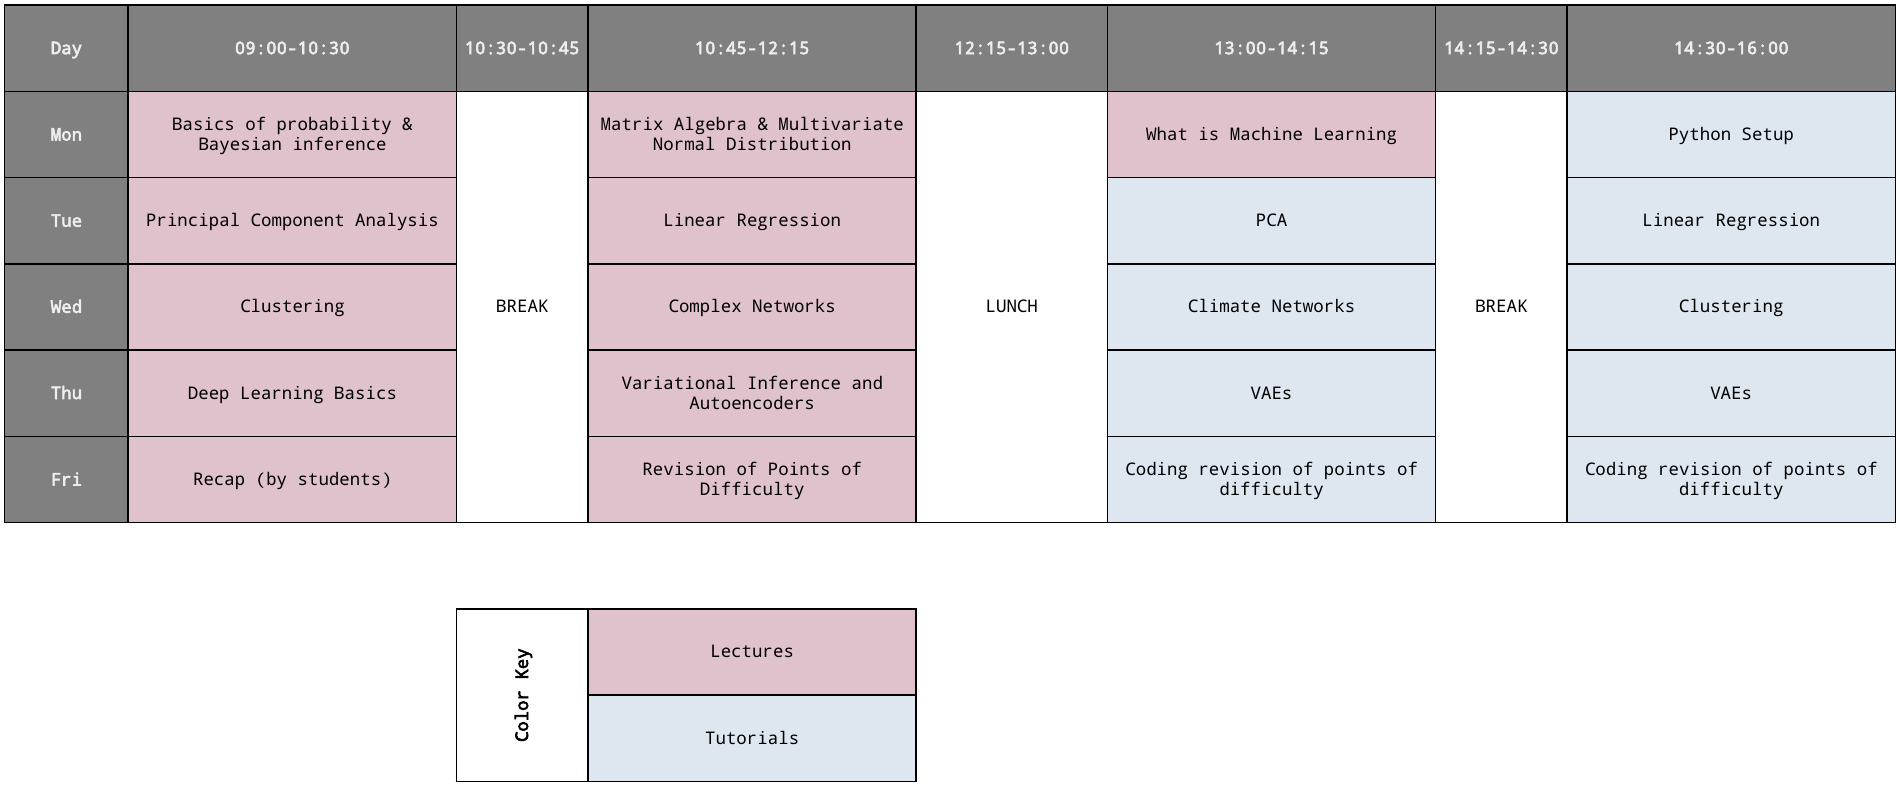 Day
09:00-10:30
10:30-10:45
10:45-12:15
12:15-13:00
13:00-14:15
14:15-14:30
14:30-16:00
Mon
Basics of probability &
Bayesian inference
Matrix Algebra & Multivariate
Normal Distribution
What is Machine Learning
Python Setup
Tue
Principal Component Analysis
Linear Regression
PCA
Linear Regression
Wed
Clustering
BREAK
Complex Networks
LUNCH
Climate Networks
BREAK
Clustering
Thu
Deep Learning Basics
Variational Inference and
Autoencoders
VAEs
VAEs
Fri
Recap (by students)
Revision of Points of
Difficulty
Coding revision of points of
difficulty
Coding revision of points of
difficulty
Color Key
Lectures
Tutorials